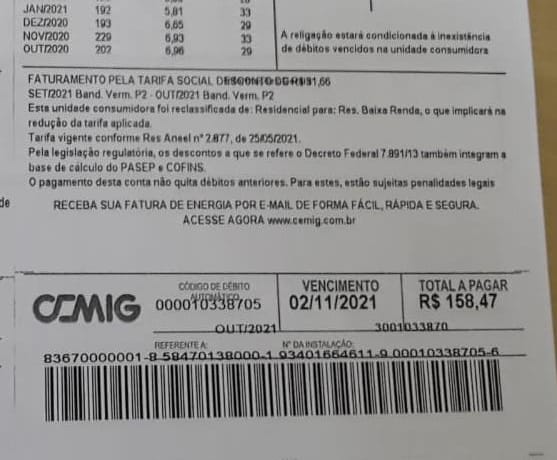 JAN/2021 192 5,81 33
DEZ/2020 193 6,65 29
NOV/2020 229 6,93 33
OUT/2020 202 6,96 29
A religação estará condicionada à inexistência
de débitos vencidos na unidade consumidora
FATURAMENTO PELA TARIFA SOCIAL DESCONTO DE R$31,66
SET/2021 Band. Verm. P2 - OUT/2021 Band. Verm. P2
Esta unidade consumidora foi reclassificada de: Residencial para: Res. Baixa Renda, o que implicará na
redução da tarifa aplicada.
Tarifa vigente conforme Res Aneel nº 2.877, de 25/05/2021.
Pela legislação regulatória, os descontos a que se refere o Decreto Federal 7.891/13 também integram a
base de cálculo do PASEP e COFINS.
O pagamento desta conta não quita débitos anteriores. Para estes, estão sujeitas penalidades legais
de
RECEBA SUA FATURA DE ENERGIA POR E-MAIL DE FORMA FÁCIL, RÁPIDA E SEGURA.
ACESSE AGORA www.cemig.com.br
CEMIG
CÓDIGO DE DÉBITO
AUTOMÁTICO
000010338705
VENCIMENTO
02/11/2021
TOTAL A PAGAR
R$ 158,47
OUT/2021 3001033870
REFERENTE A: Nº DA INSTALAÇÃO:
83670000001-8 58470138000-1 93401664611-9 00010338705-6